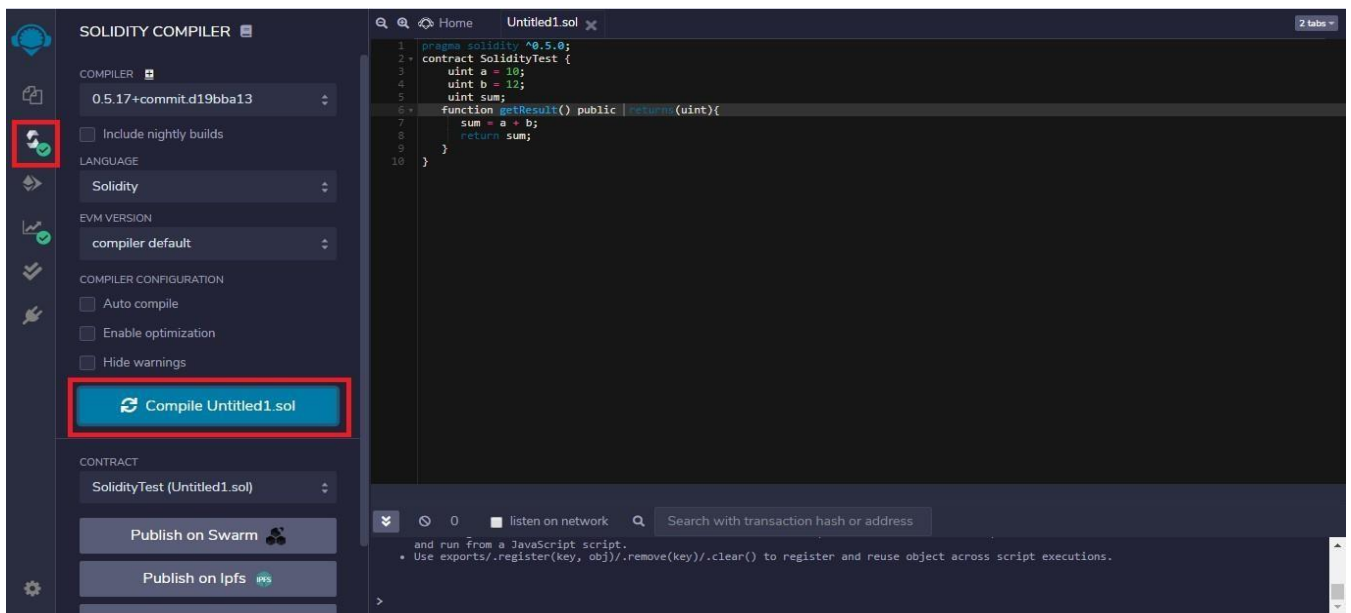 SOLIDITY COMPILER
COMPILER
0.5.17+commit.d19bba13
Include nightly builds
LANGUAGE
Solidity
EVM VERSION
compiler default
COMPILER CONFIGURATION
Auto compile
Enable optimization
Hide warnings
Compile Untitled1.sol
CONTRACT
SolidityTest (Untitled1.sol)
Publish on Swarm
Publish on Ipfs IPFS
Home Untitled1.sol 2 tabs
1 pragma solidity ^0.5.0;
2 contract SolidityTest {
3 uint a = 10;
4 uint b = 12;
5 uint sum;
6 function getResult() public returns(uint){
7 sum = a + b;
8 return sum;
9 }
10 }
0 listen on network Search with transaction hash or address
and run from a JavaScript script.
• Use exports/.register(key, obj)/.remove(key)/.clear() to register and reuse object across script executions.
>